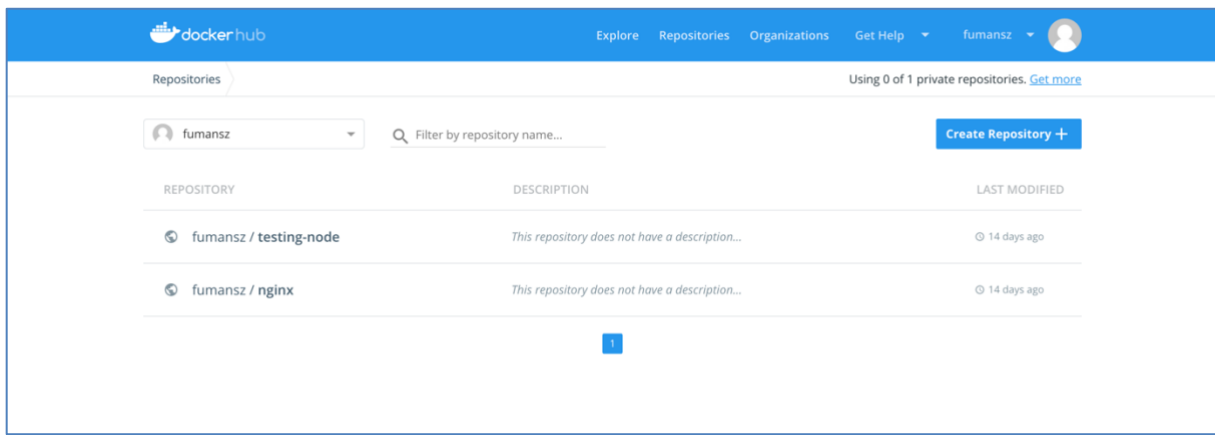 dockerhub Explore Repositories Organizations Get Help fumansz
Repositories Using 0 of 1 private repositories. Get more
fumansz Filter by repository name... Create Repository +
REPOSITORY DESCRIPTION LAST MODIFIED
fumansz / testing-node This repository does not have a description... 14 days ago
fumansz / nginx This repository does not have a description... 14 days ago
1